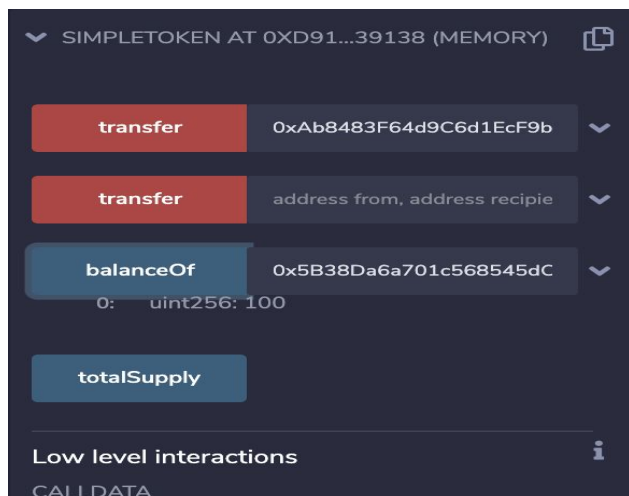 SIMPLETOKEN AT 0XD91...39138 (MEMORY)
transfer 0xAb8483F64d9C6d1EcF9b
transfer address from, address recipie
balanceOf 0x5B38Da6a701c568545dC
0: uint256: 100
totalSupply
Low level interactions i
CALLDATA